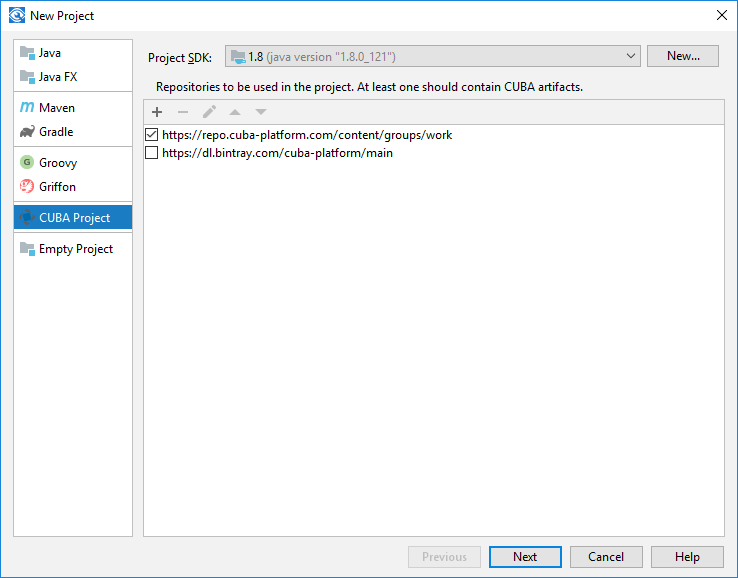 New Project
Java
Java FX
Maven
Gradle
Groovy
Griffon
CUBA Project
Empty Project
Project SDK: 1.8 (java version "1.8.0_121") New...
Repositories to be used in the project. At least one should contain CUBA artifacts.
https://repo.cuba-platform.com/content/groups/work
https://dl.bintray.com/cuba-platform/main
Previous Next Cancel Help